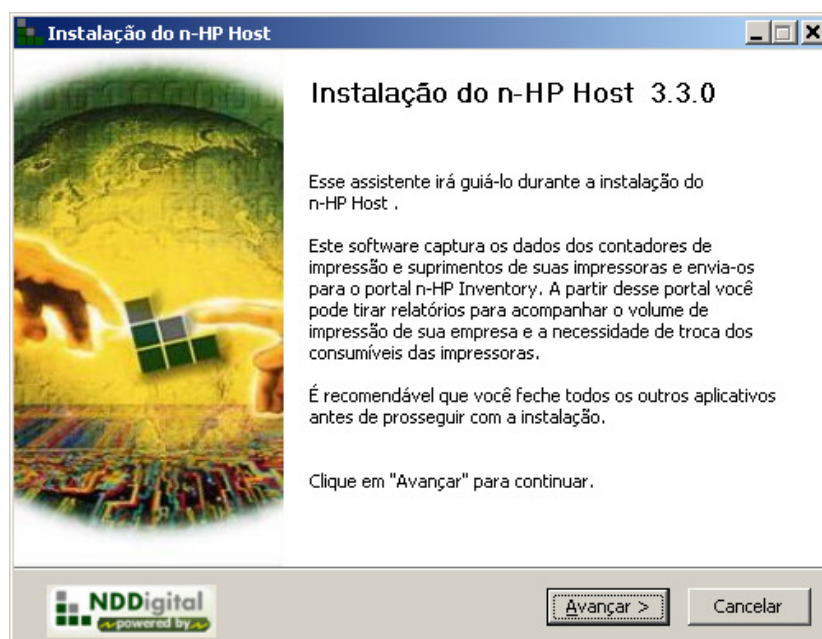 Instalação do n-HP Host
Instalação do n-HP Host 3.3.0
Esse assistente irá guiá-lo durante a instalação do
n-HP Host .
Este software captura os dados dos contadores de
impressão e suprimentos de suas impressoras e envia-os
para o portal n-HP Inventory. A partir desse portal você
pode tirar relatórios para acompanhar o volume de
impressão de sua empresa e a necessidade de troca dos
consumíveis das impressoras.
É recomendável que você feche todos os outros aplicativos
antes de prosseguir com a instalação.
Clique em "Avançar" para continuar.
NDDigital
powered by
Avançar >
Cancelar